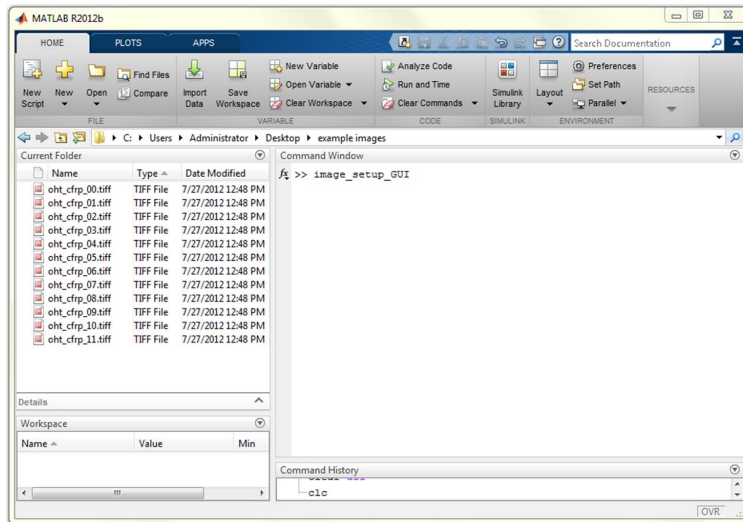 MATLAB R2012b
HOME PLOTS APPS Search Documentation
New Script New Open Find Files Compare Import Data Save Workspace New Variable Open Variable Clear Workspace Analyze Code Run and Time Clear Commands Simulink Library Layout Preferences Set Path Parallel RESOURCES
FILE VARIABLE CODE SIMULINK ENVIRONMENT
C: Users Administrator Desktop example images
Current Folder
Name Type Date Modified
oht_cfrp_00.tiff TIFF File 7/27/2012 12:48 PM
oht_cfrp_01.tiff TIFF File 7/27/2012 12:48 PM
oht_cfrp_02.tiff TIFF File 7/27/2012 12:48 PM
oht_cfrp_03.tiff TIFF File 7/27/2012 12:48 PM
oht_cfrp_04.tiff TIFF File 7/27/2012 12:48 PM
oht_cfrp_05.tiff TIFF File 7/27/2012 12:48 PM
oht_cfrp_06.tiff TIFF File 7/27/2012 12:48 PM
oht_cfrp_07.tiff TIFF File 7/27/2012 12:48 PM
oht_cfrp_08.tiff TIFF File 7/27/2012 12:48 PM
oht_cfrp_09.tiff TIFF File 7/27/2012 12:48 PM
oht_cfrp_10.tiff TIFF File 7/27/2012 12:48 PM
oht_cfrp_11.tiff TIFF File 7/27/2012 12:48 PM
Details
Workspace
Name Value Min
Command Window
fx >> image_setup_GUI
Command History
clc
OVR